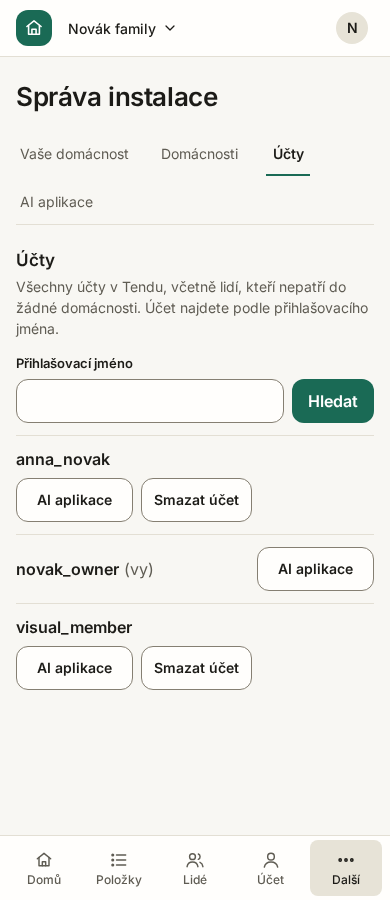 Novák family
N
Správa instalace
Vaše domácnost
Domácnosti
Účty
AI aplikace
Účty
Všechny účty v Tendu, včetně lidí, kteří nepatří do
žádné domácnosti. Účet najdete podle přihlašovacího
jména.
Přihlašovací jméno
Hledat
anna_novak
AI aplikace
Smazat účet
novak_owner (vy)
AI aplikace
visual_member
AI aplikace
Smazat účet
Domů
Položky
Lidé
Účet
Další